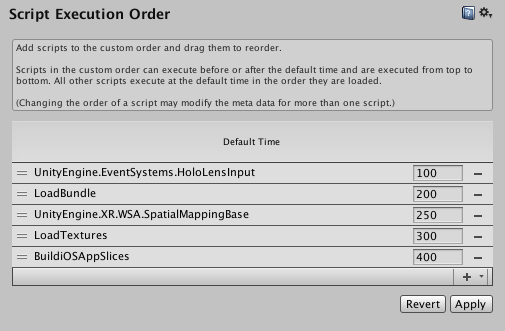 Script Execution Order
Add scripts to the custom order and drag them to reorder.
Scripts in the custom order can execute before or after the default time and are executed from top to
bottom. All other scripts execute at the default time in the order they are loaded.
(Changing the order of a script may modify the meta data for more than one script.)
Default Time
UnityEngine.EventSystems.HoloLensInput 100
LoadBundle 200
UnityEngine.XR.WSA.SpatialMappingBase 250
LoadTextures 300
BuildiOSAppSlices 400
Revert Apply